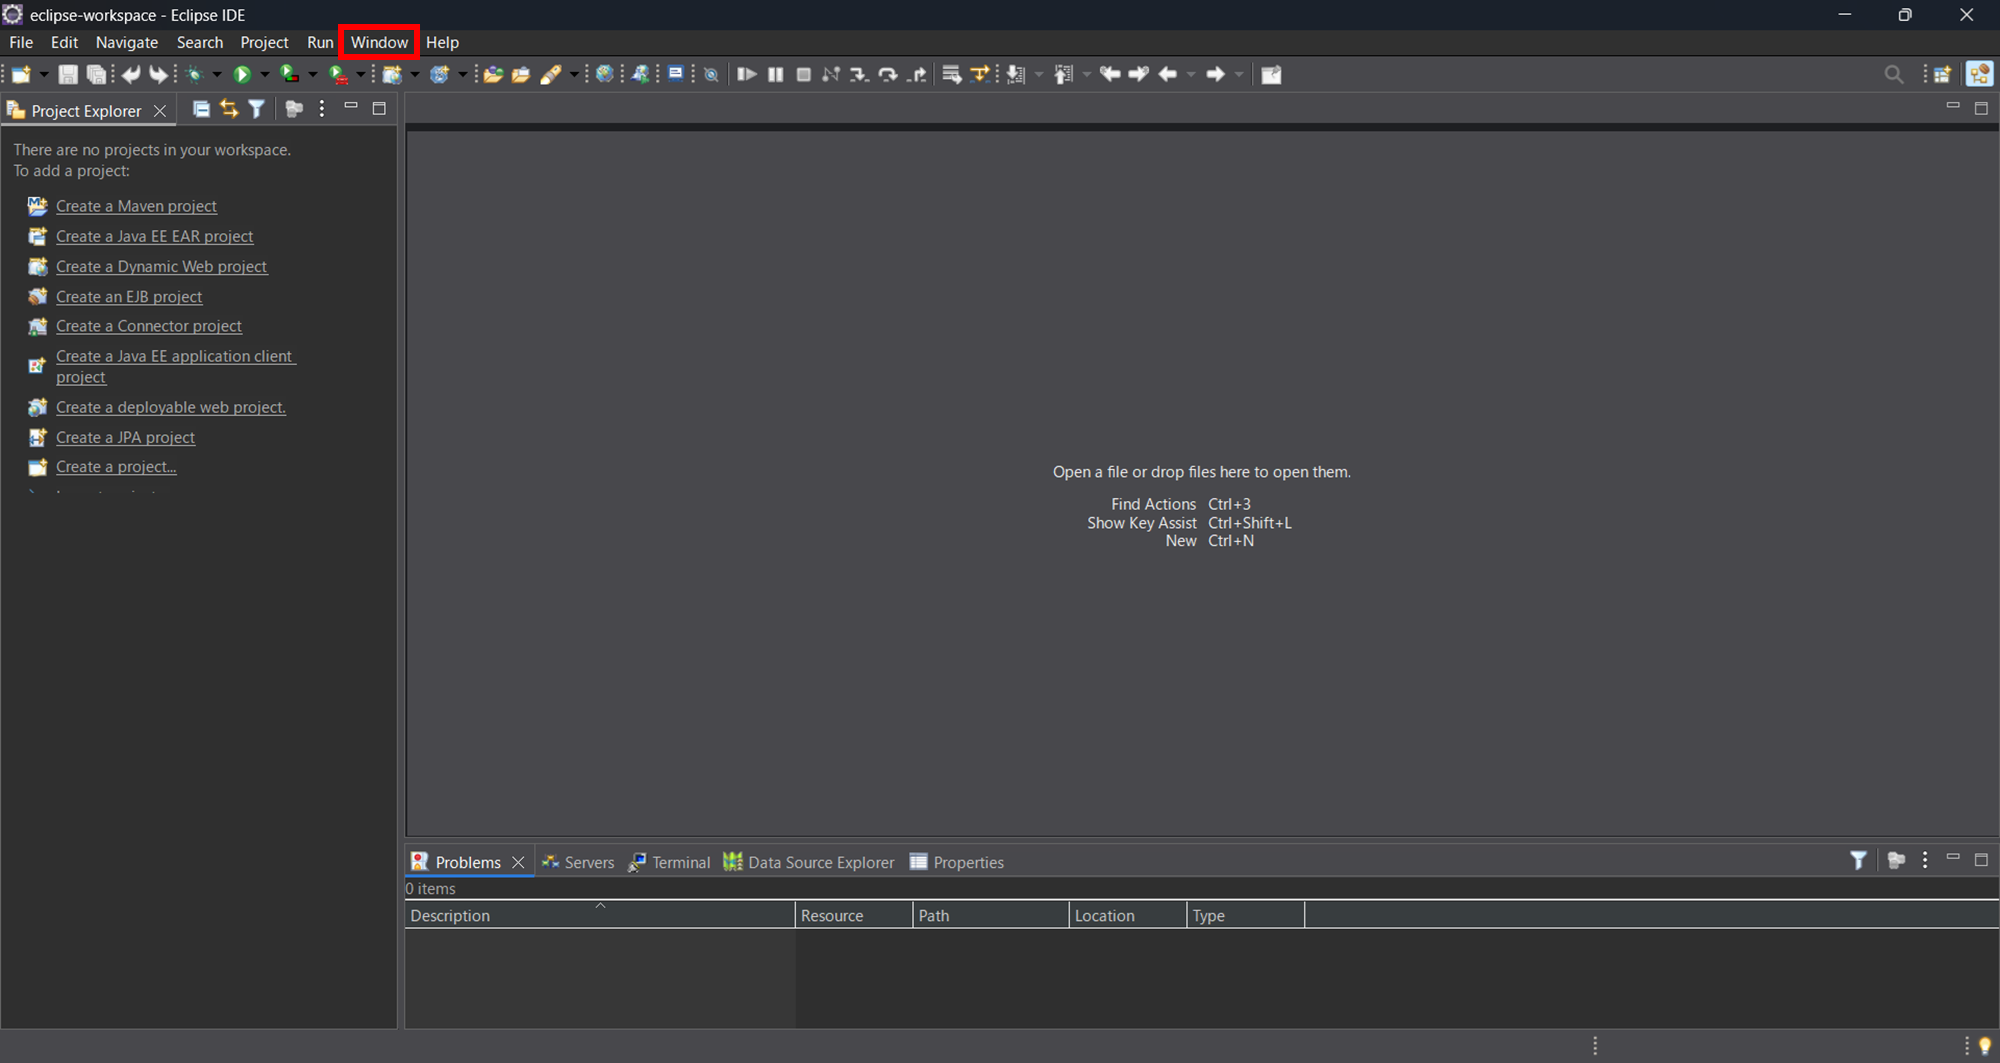 eclipse-workspace - Eclipse IDE
File Edit Navigate Search Project Run Window Help
Project Explorer
There are no projects in your workspace.
To add a project:
Create a Maven project
Create a Java EE EAR project
Create a Dynamic Web project
Create an EJB project
Create a Connector project
Create a Java EE application client
project
Create a deployable web project.
Create a JPA project
Create a project...
Open a file or drop files here to open them.
Find Actions Ctrl+3
Show Key Assist Ctrl+Shift+L
New Ctrl+N
Problems Servers Terminal Data Source Explorer Properties
0 items
Description Resource Path Location Type